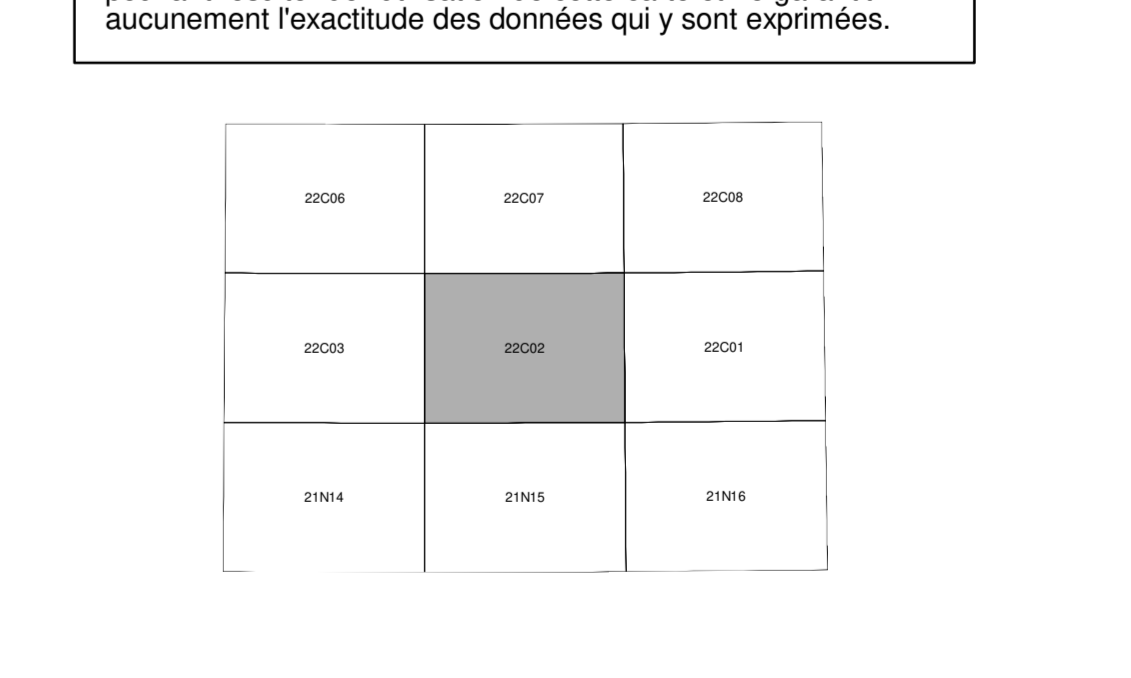 aucunement l'exactitude des données qui y sont exprimées.
22C06 22C07 22C08
22C03 22C02 22C01
21N14 21N15 21N16